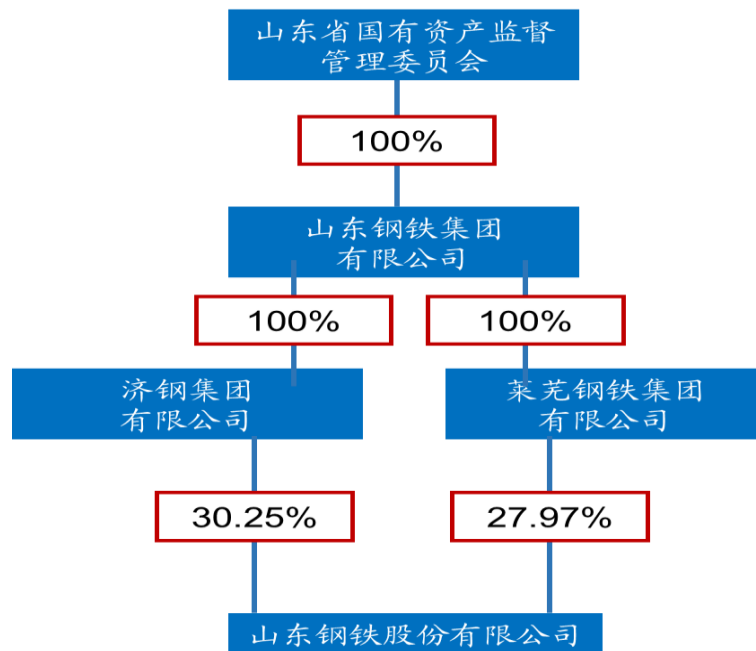 山东省国有资产监督
管理委员会
100%
山东钢铁集团
有限公司
100%
100%
济钢集团
有限公司
莱芜钢铁集团
有限公司
30.25%
27.97%
山东钢铁股份有限公司